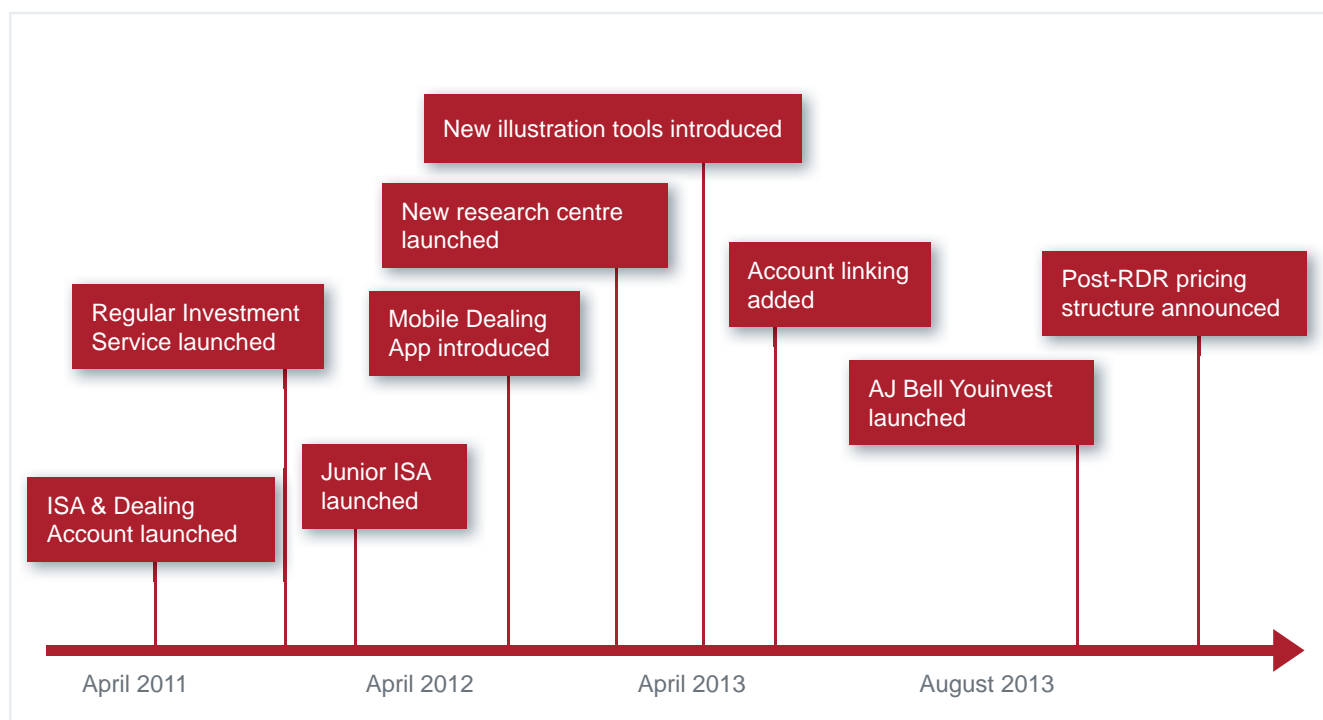 New illustration tools introduced
New research centre
launched
Account linking
added
Post-RDR pricing
structure announced
Regular Investment
Service launched
Mobile Dealing
App introduced
AJ Bell Youinvest
launched
Junior ISA
launched
ISA & Dealing
Account launched
April 2011
April 2012
April 2013
August 2013